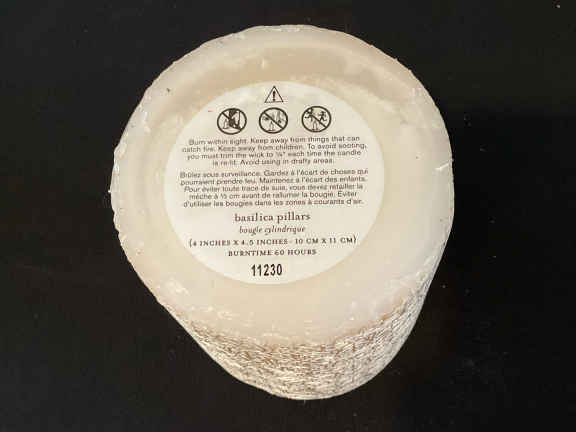 Burn within sight. Keep away from things that can
catch fire. Keep away from children. To avoid sooting,
you must trim the wick to ¼" each time the candle
is re-lit. Avoid using in drafty areas.
Brûlez sous surveillance. Gardez à l'écart de choses qui
pourraient prendre feu. Maintenez à l'écart des enfants.
Pour éviter toute trace de suie, vous devez retailler la
mèche à ½ cm avant de rallumer la bougie. Éviter
d'utiliser les bougies dans les zones à courants d'air.
basilica pillars
bougie cylindrique
(4 INCHES X 4.5 INCHES - 10 CM X 11 CM)
BURNTIME 60 HOURS
11230